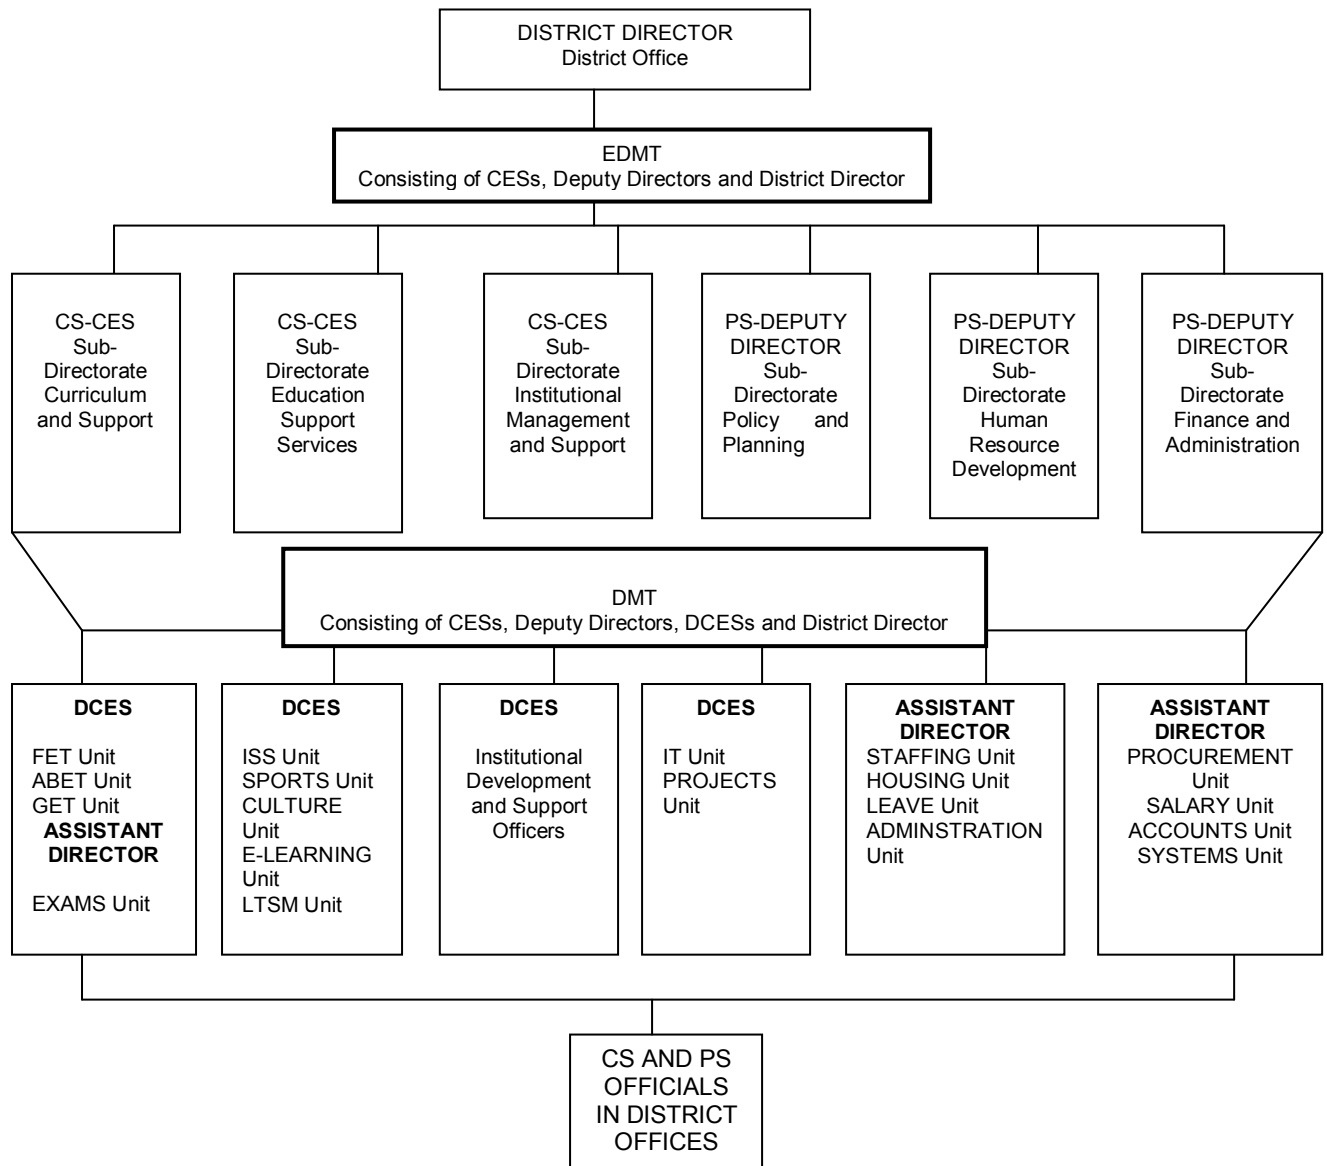 DISTRICT DIRECTOR
District Office
EDMT
Consisting of CESs, Deputy Directors and District Director
CS-CES
Sub-
Directorate
Curriculum
and Support
CS-CES
Sub-
Directorate
Education
Support
Services
CS-CES
Sub-
Directorate
Institutional
Management
and Support
PS-DEPUTY
DIRECTOR
Sub-
Directorate
Policy and
Planning
PS-DEPUTY
DIRECTOR
Sub-
Directorate
Human
Resource
Development
PS-DEPUTY
DIRECTOR
Sub-
Directorate
Finance and
Administration
DMT
Consisting of CESs, Deputy Directors, DCESs and District Director
DCES
FET Unit
ABET Unit
GET Unit
ASSISTANT
DIRECTOR
EXAMS Unit
DCES
ISS Unit
SPORTS Unit
CULTURE
Unit
E-LEARNING
Unit
LTSM Unit
DCES
Institutional
Development
and Support
Officers
DCES
IT Unit
PROJECTS
Unit
ASSISTANT
DIRECTOR
STAFFING Unit
HOUSING Unit
LEAVE Unit
ADMINSTRATION
Unit
ASSISTANT
DIRECTOR
PROCUREMENT
Unit
SALARY Unit
ACCOUNTS Unit
SYSTEMS Unit
CS AND PS
OFFICIALS
IN DISTRICT
OFFICES